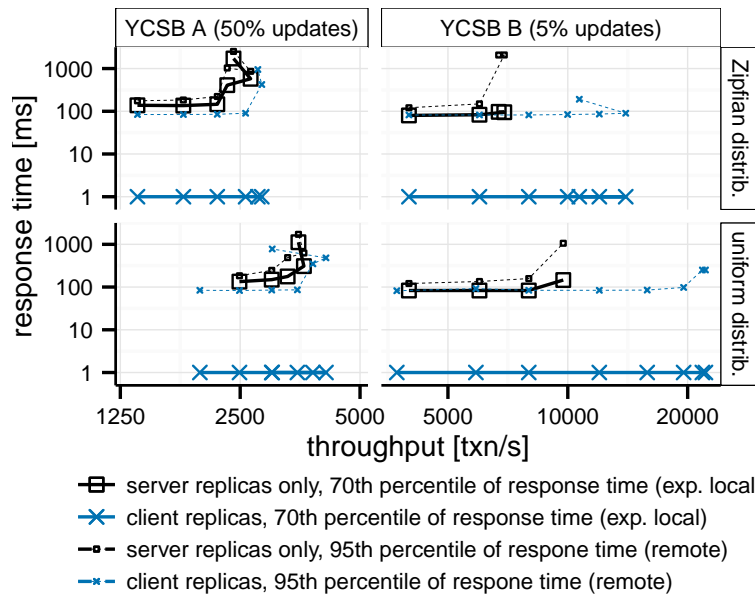 YCSB A (50% updates)
YCSB B (5% updates)
response time [ms]
1000
100
10
1
Zipfian distrib.
1000
100
10
1
uniform distrib.
1250
2500
5000
5000
10000
20000
throughput [txn/s]
server replicas only, 70th percentile of response time (exp. local)
client replicas, 70th percentile of response time (exp. local)
server replicas only, 95th percentile of respone time (remote)
client replicas, 95th percentile of respone time (remote)